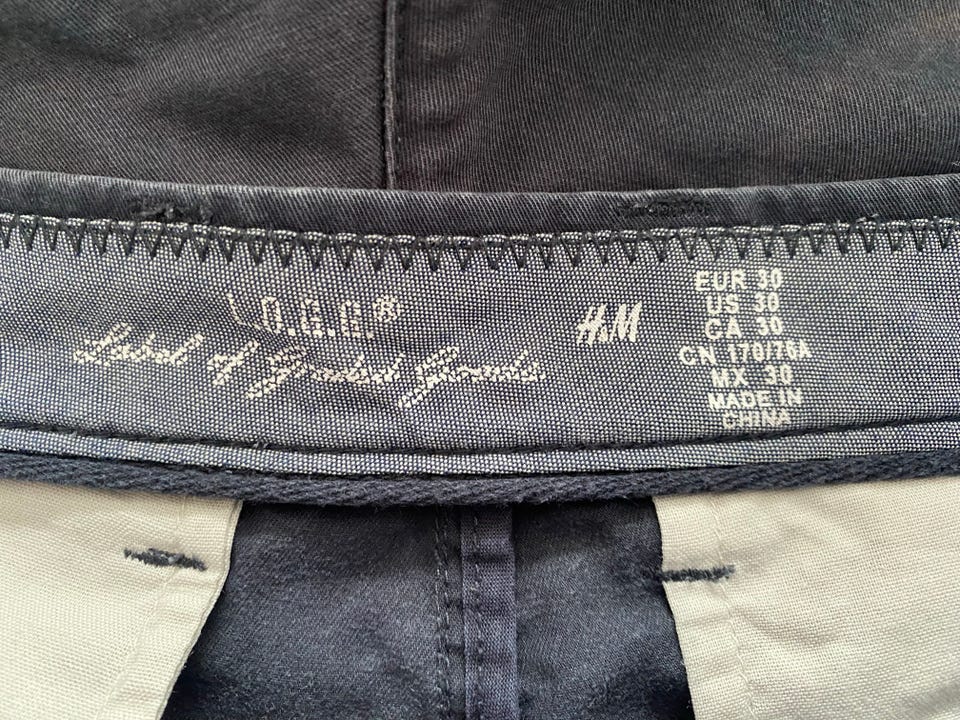 L.O.G.G.®
Label of Graded Goods
H&M
EUR 30
US 30
CA 30
CN 170/76A
MX 30
MADE IN
CHINA